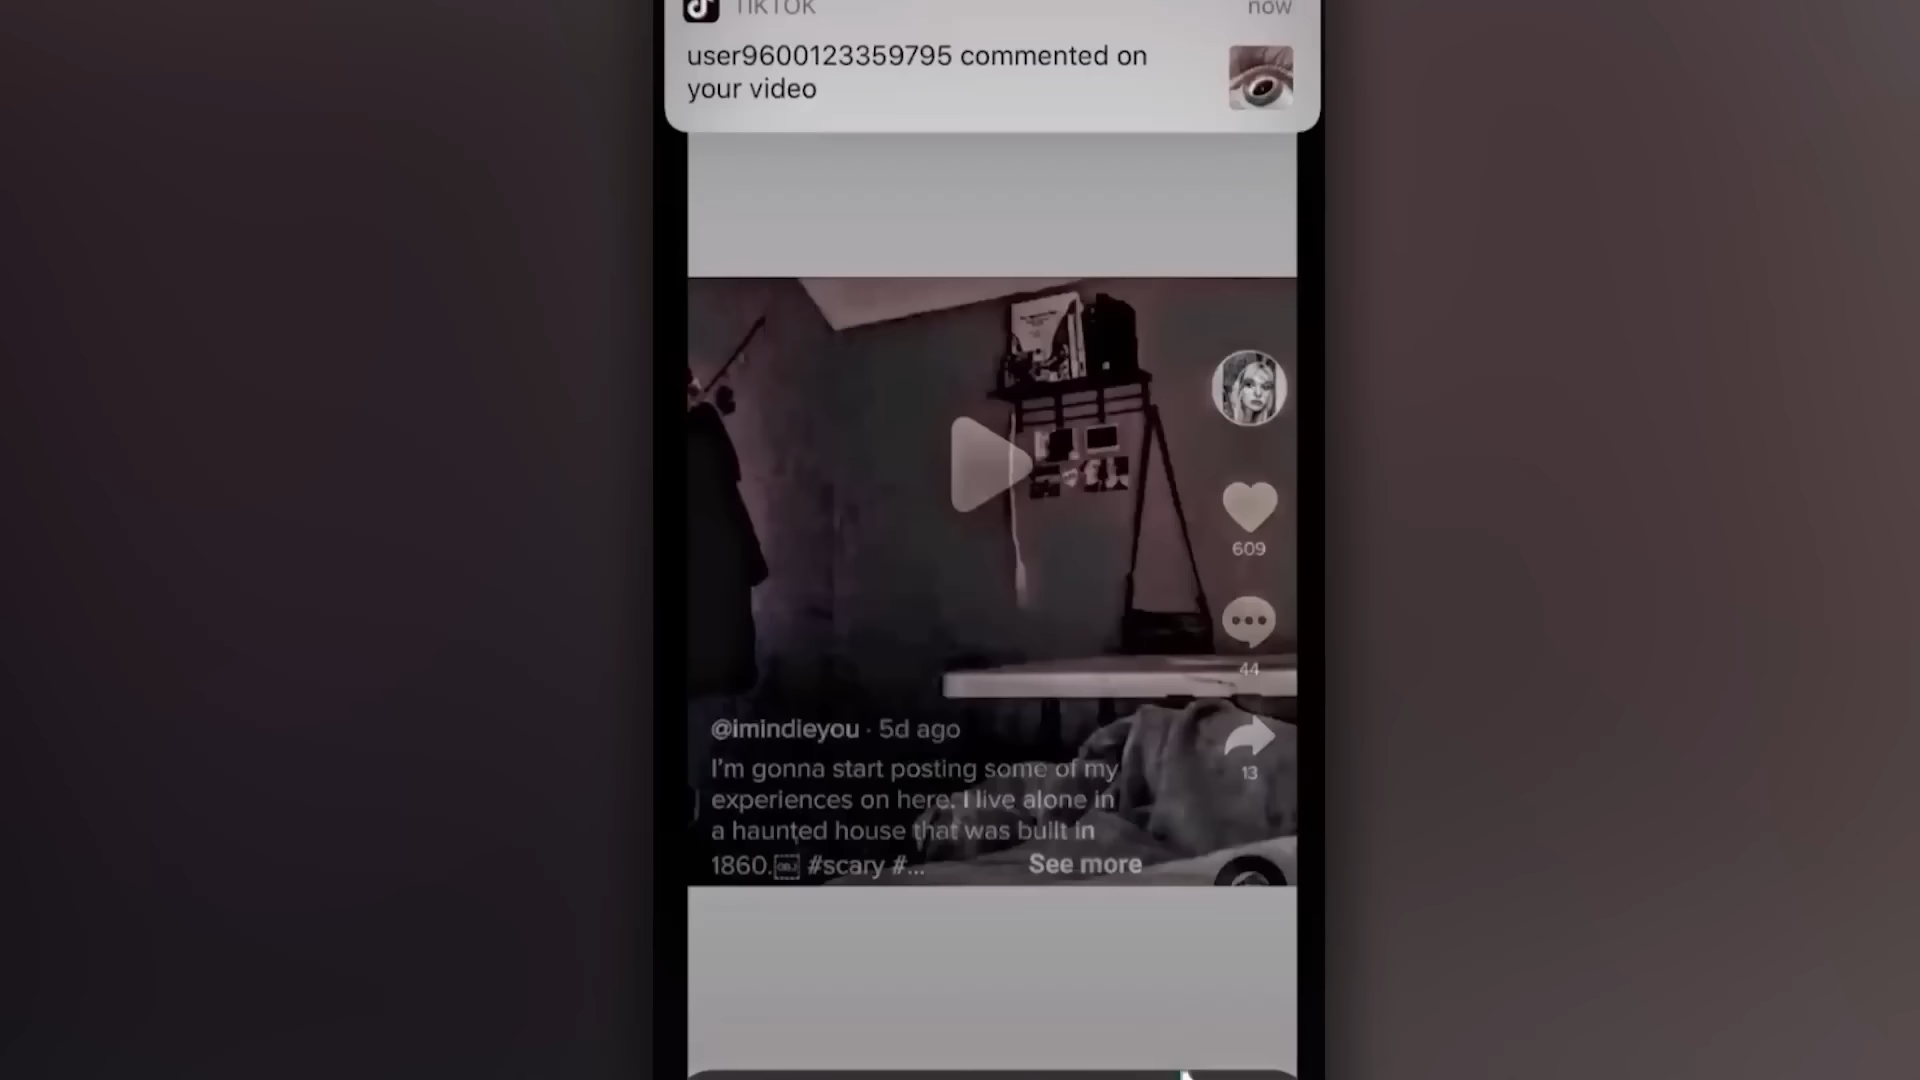 TIKTOK
now
user9600123359795 commented on
your video
609
44
@imindieyou · 5d ago
I'm gonna start posting some of my
experiences on here. I live alone in
a haunted house that was built in
1860.￼ #scary #...
See more
13